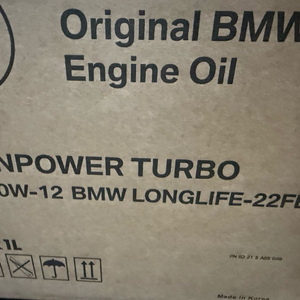 Original BMW
Engine Oil
NPOWER TURBO
0W-12 BMW LONGLIFE-22FE
1L
Made in Korea